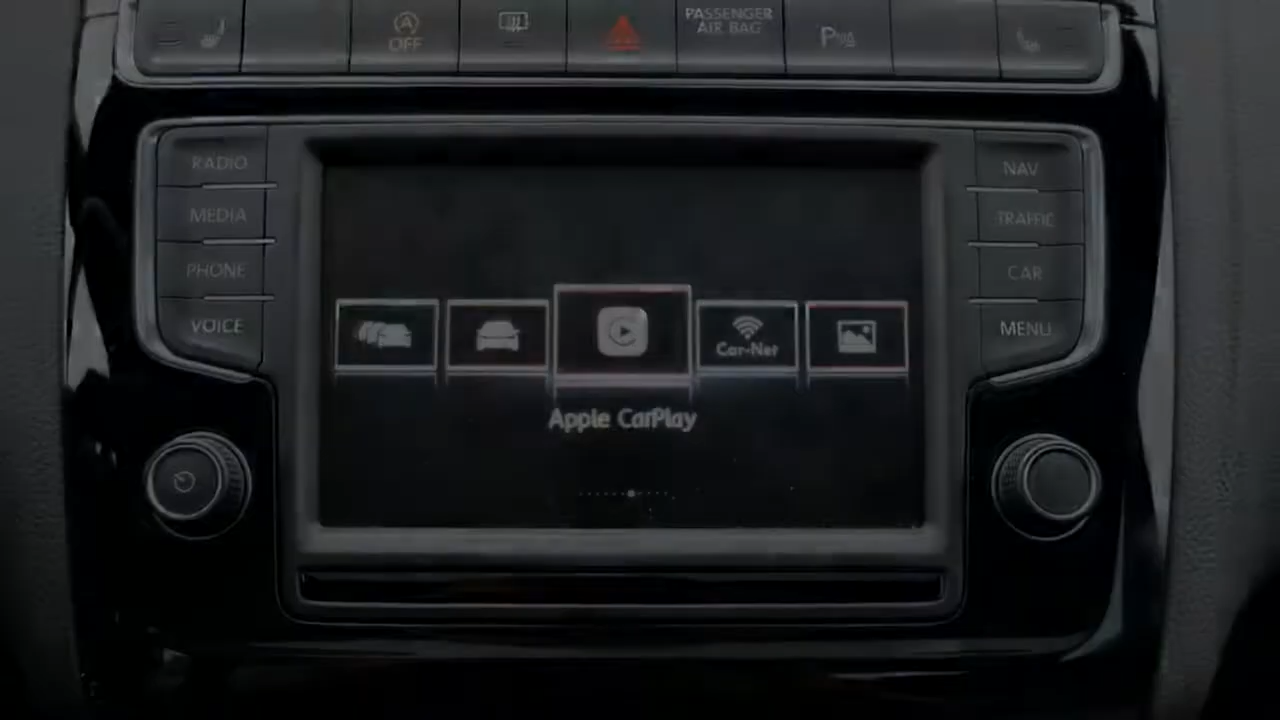 OFF
PASSENGER
AIR BAG
P
RADIO
MEDIA
PHONE
VOICE
NAV
TRAFFIC
CAR
MENU
Car-Net
Apple CarPlay